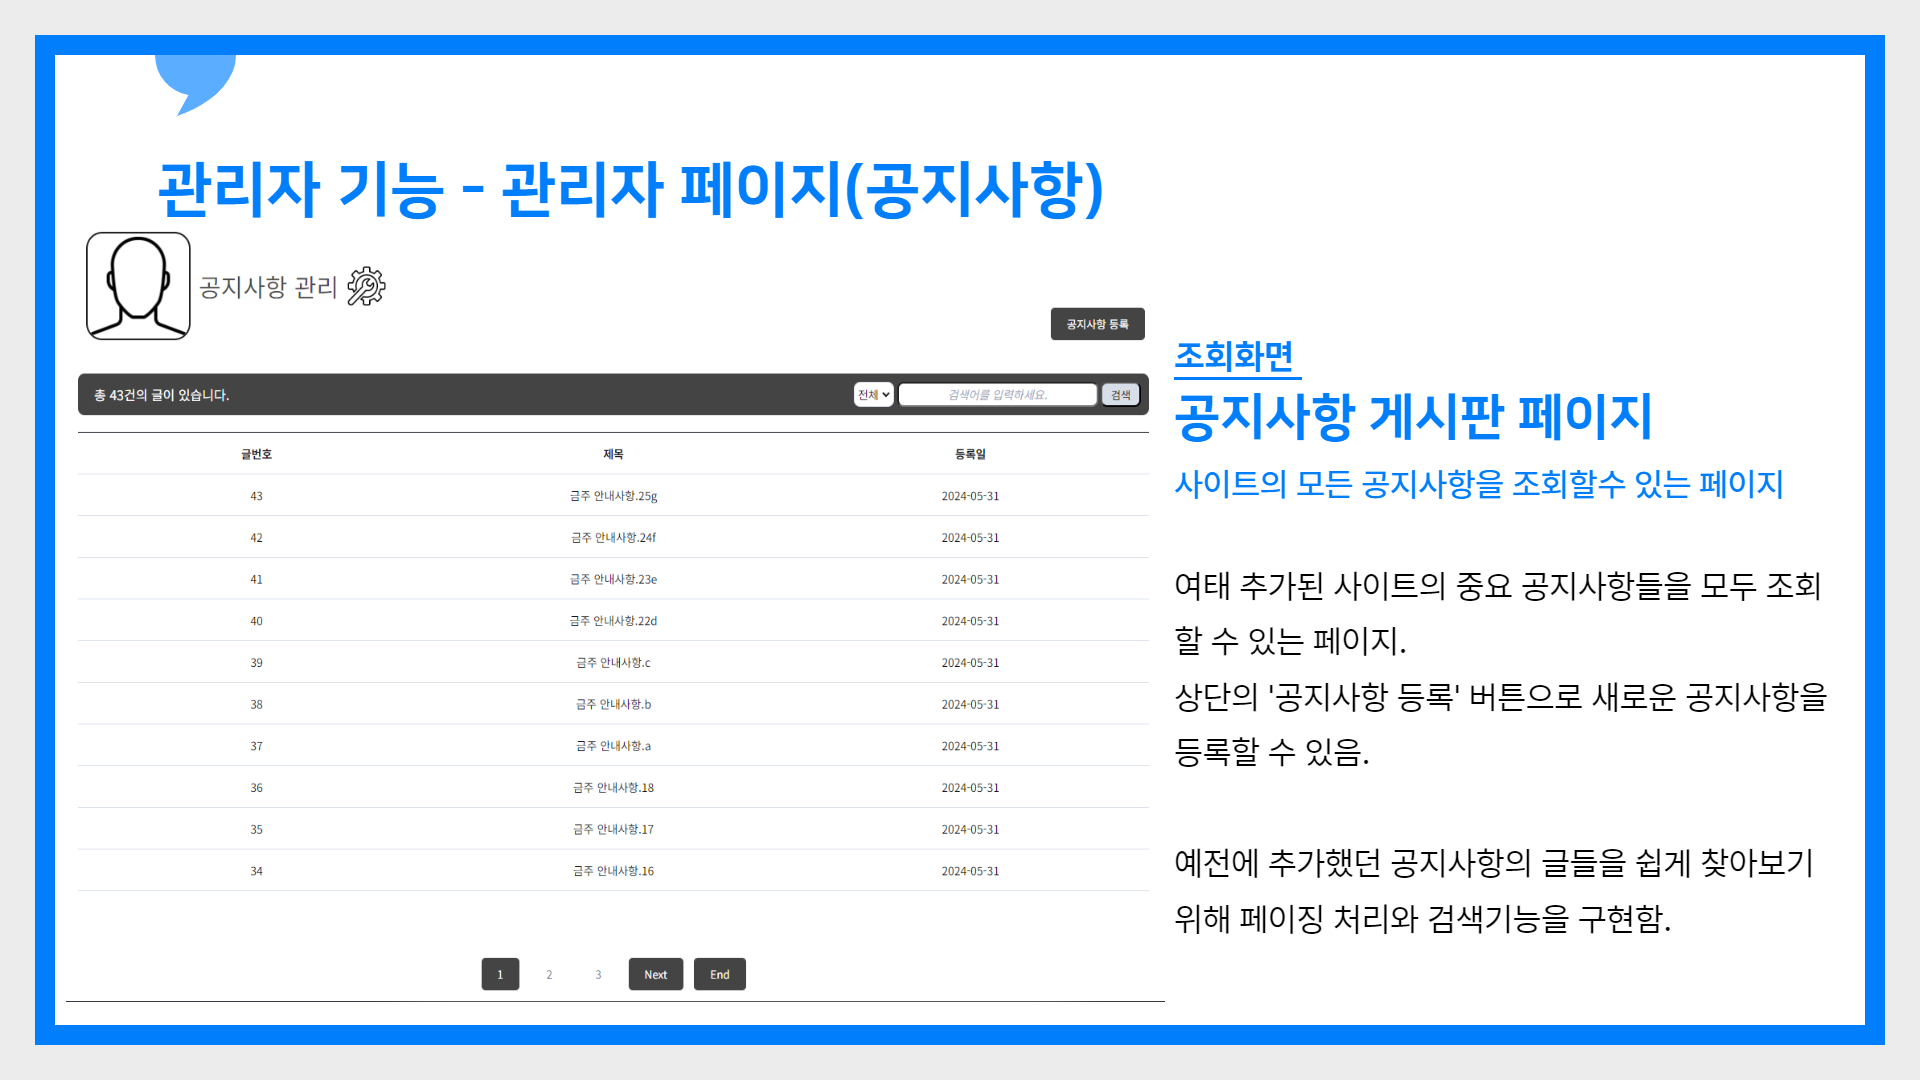 관리자 기능 - 관리자 페이지(공지사항)
공지사항 관리
공지사항 등록
총 43건의 글이 있습니다.
전체
검색어를 입력하세요.
검색
글번호 제목 등록일
43 금주 안내사항.25g 2024-05-31
42 금주 안내사항.24f 2024-05-31
41 금주 안내사항.23e 2024-05-31
40 금주 안내사항.22d 2024-05-31
39 금주 안내사항.c 2024-05-31
38 금주 안내사항.b 2024-05-31
37 금주 안내사항.a 2024-05-31
36 금주 안내사항.18 2024-05-31
35 금주 안내사항.17 2024-05-31
34 금주 안내사항.16 2024-05-31
1 2 3 Next End
조회화면
공지사항 게시판 페이지
사이트의 모든 공지사항을 조회할수 있는 페이지
여태 추가된 사이트의 중요 공지사항들을 모두 조회
할 수 있는 페이지.
상단의 '공지사항 등록' 버튼으로 새로운 공지사항을
등록할 수 있음.
예전에 추가했던 공지사항의 글들을 쉽게 찾아보기
위해 페이징 처리와 검색기능을 구현함.